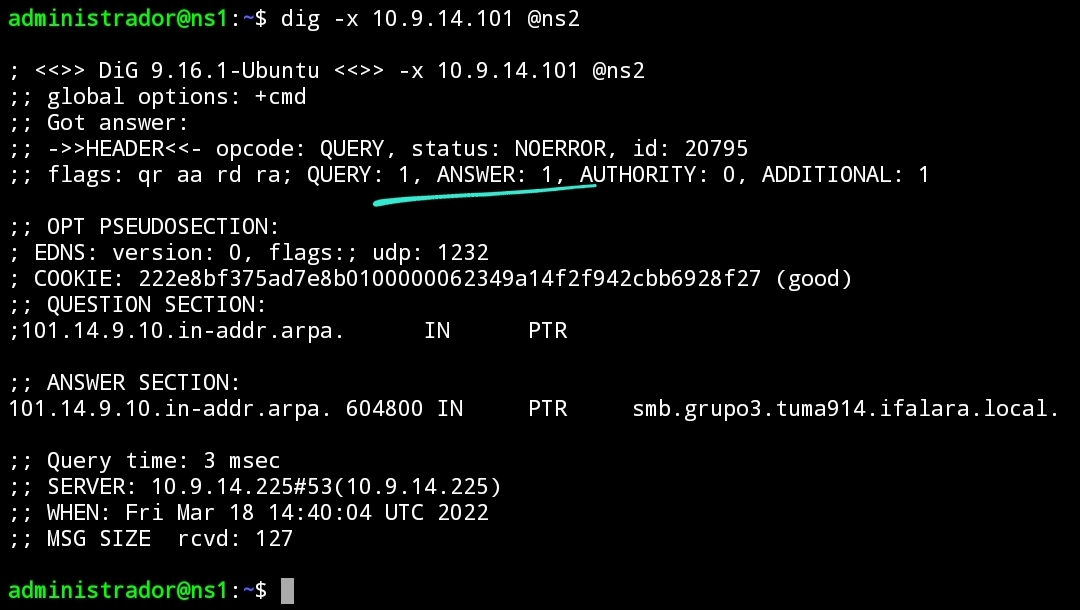 administrador@ns1:~$ dig -x 10.9.14.101 @ns2
; <<>> DiG 9.16.1-Ubuntu <<>> -x 10.9.14.101 @ns2
;; global options: +cmd
;; Got answer:
;; ->>HEADER<<- opcode: QUERY, status: NOERROR, id: 20795
;; flags: qr aa rd ra; QUERY: 1, ANSWER: 1, AUTHORITY: 0, ADDITIONAL: 1
;; OPT PSEUDOSECTION:
; EDNS: version: 0, flags:; udp: 1232
; COOKIE: 222e8bf375ad7e8b0100000062349a14f2f942cbb6928f27 (good)
;; QUESTION SECTION:
;101.14.9.10.in-addr.arpa. IN PTR
;; ANSWER SECTION:
101.14.9.10.in-addr.arpa. 604800 IN PTR smb.grupo3.tuma914.ifalara.local.
;; Query time: 3 msec
;; SERVER: 10.9.14.225#53(10.9.14.225)
;; WHEN: Fri Mar 18 14:40:04 UTC 2022
;; MSG SIZE rcvd: 127
administrador@ns1:~$